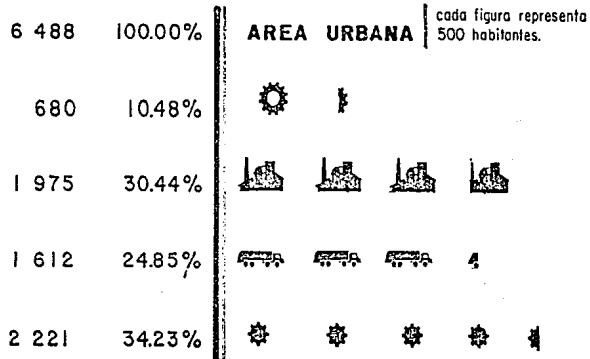 6 488 100.00% AREA URBANA cada figura representa
500 habitantes.
680 10.48%
1 975 30.44%
1 612 24.85%
2 221 34.23%